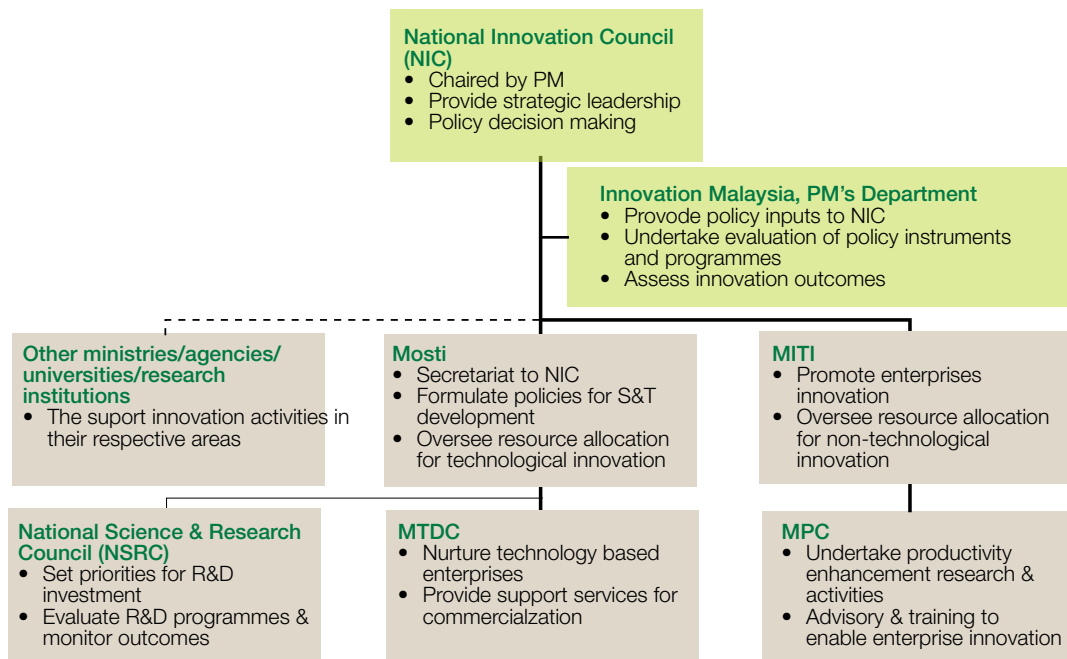 National Innovation Council
(NIC)
• Chaired by PM
• Provide strategic leadership
• Policy decision making
Innovation Malaysia, PM's Department
• Provode policy inputs to NIC
• Undertake evaluation of policy instruments
and programmes
• Assess innovation outcomes
Other ministries/agencies/
universities/research
institutions
• The suport innovation activities in
their respective areas
Mosti
• Secretariat to NIC
• Formulate policies for S&T
development
• Oversee resource allocation
for technological innovation
MITI
• Promote enterprises
innovation
• Oversee resource allocation
for non-technological
innovation
National Science & Research
Council (NSRC)
• Set priorities for R&D
investment
• Evaluate R&D programmes &
monitor outcomes
MTDC
• Nurture technology based
enterprises
• Provide support services for
commercialzation
MPC
• Undertake productivity
enhancement research &
activities
• Advisory & training to
enable enterprise innovation